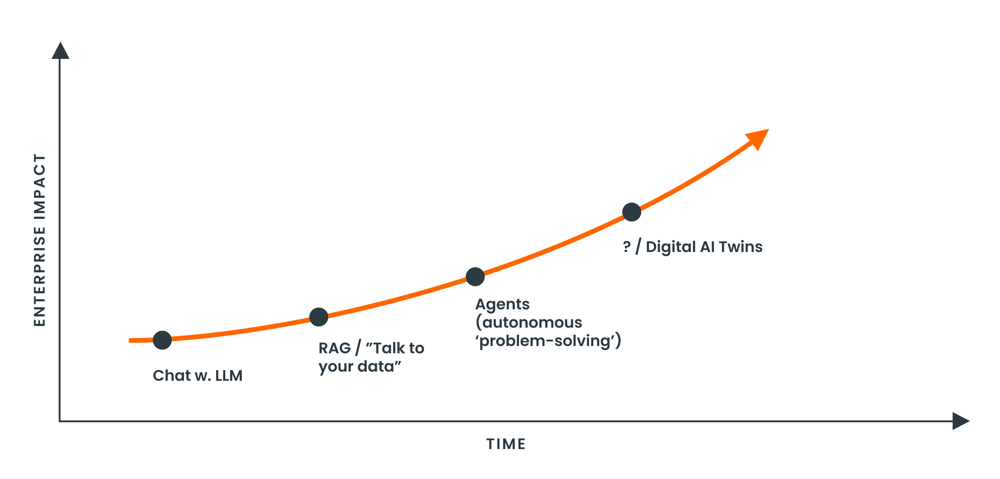 ENTERPRISE IMPACT
? / Digital AI Twins
Agents
(autonomous
‘problem-solving’)
RAG / ”Talk to
your data”
Chat w. LLM
TIME